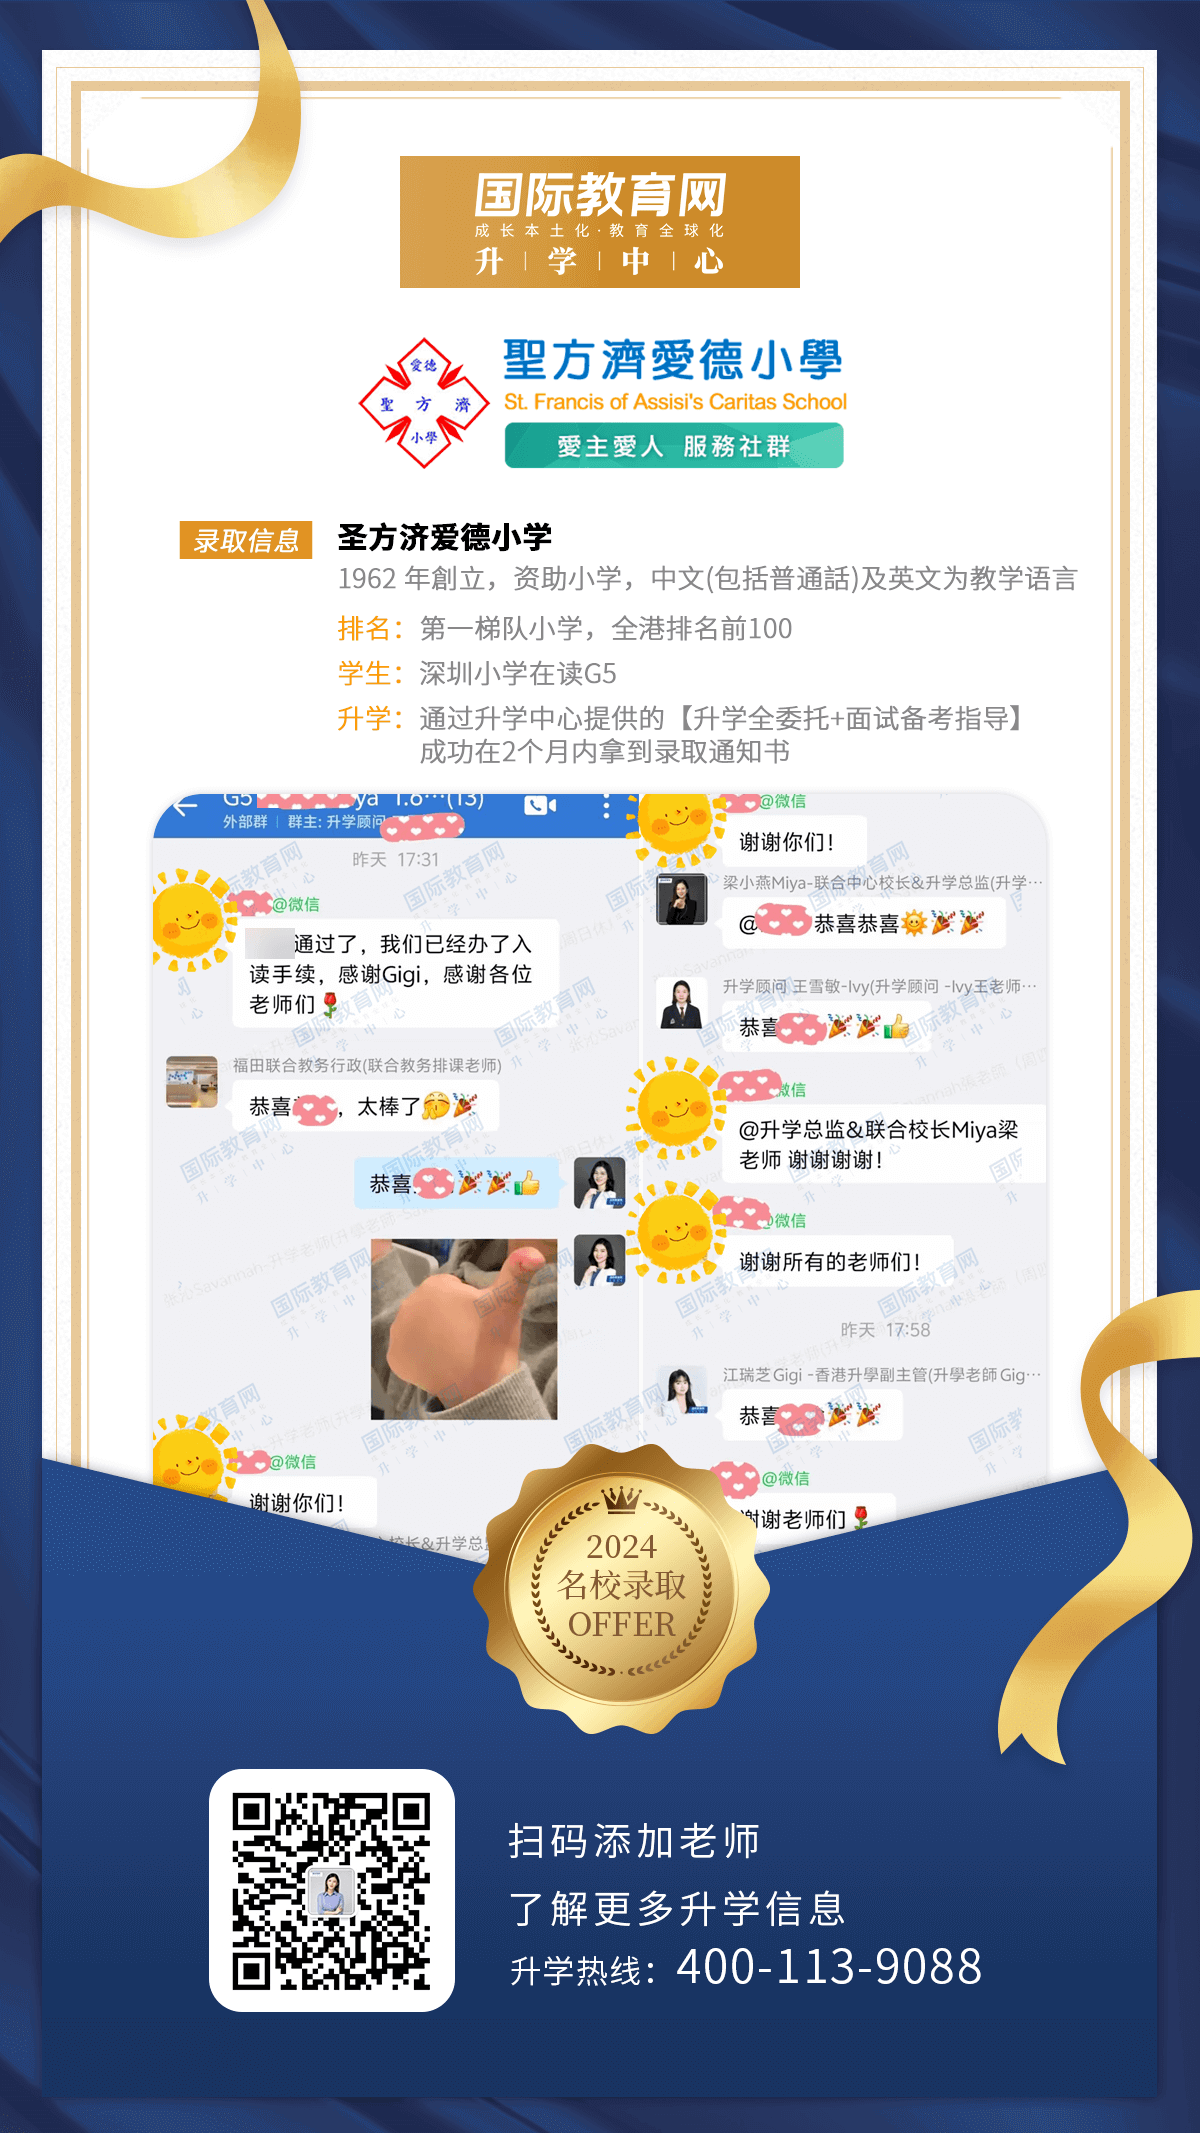 国际教育网
成长本土化·教育全球化
升 | 学 | 中 | 心
愛德
聖 方 濟
小學
聖方濟愛德小學
St. Francis of Assisi's Caritas School
愛主愛人 服務社群
录取信息
圣方济爱德小学
1962 年創立，资助小学，中文(包括普通話)及英文为教学语言
排名：第一梯队小学，全港排名前100
学生：深圳小学在读G5
升学：通过升学中心提供的【升学全委托+面试备考指导】
成功在2个月内拿到录取通知书
G5 ya 1.6…(13)
外部群 | 群主: 升学顾问
昨天 17:31
@微信
通过了，我们已经办了入
读手续，感谢Gigi，感谢各位
老师们🌹
福田联合教务行政(联合教务排课老师)
恭喜，太棒了
恭喜
@微信
谢谢你们！
校长&升学总监
@微信
谢谢你们！
梁小燕Miya-联合中心校长&升学总监(升学…
@ 恭喜恭喜
升学顾问 王雪敏-Ivy(升学顾问 -Ivy王老师…
恭喜
微信
@升学总监&联合校长Miya梁
老师 谢谢谢谢！
@微信
谢谢所有的老师们！
昨天 17:58
江瑞芝Gigi -香港升學副主管(升學老師 Gig…
恭喜
@微信
谢谢老师们🌹
2024
名校录取
OFFER
扫码添加老师
了解更多升学信息
升学热线：400-113-9088